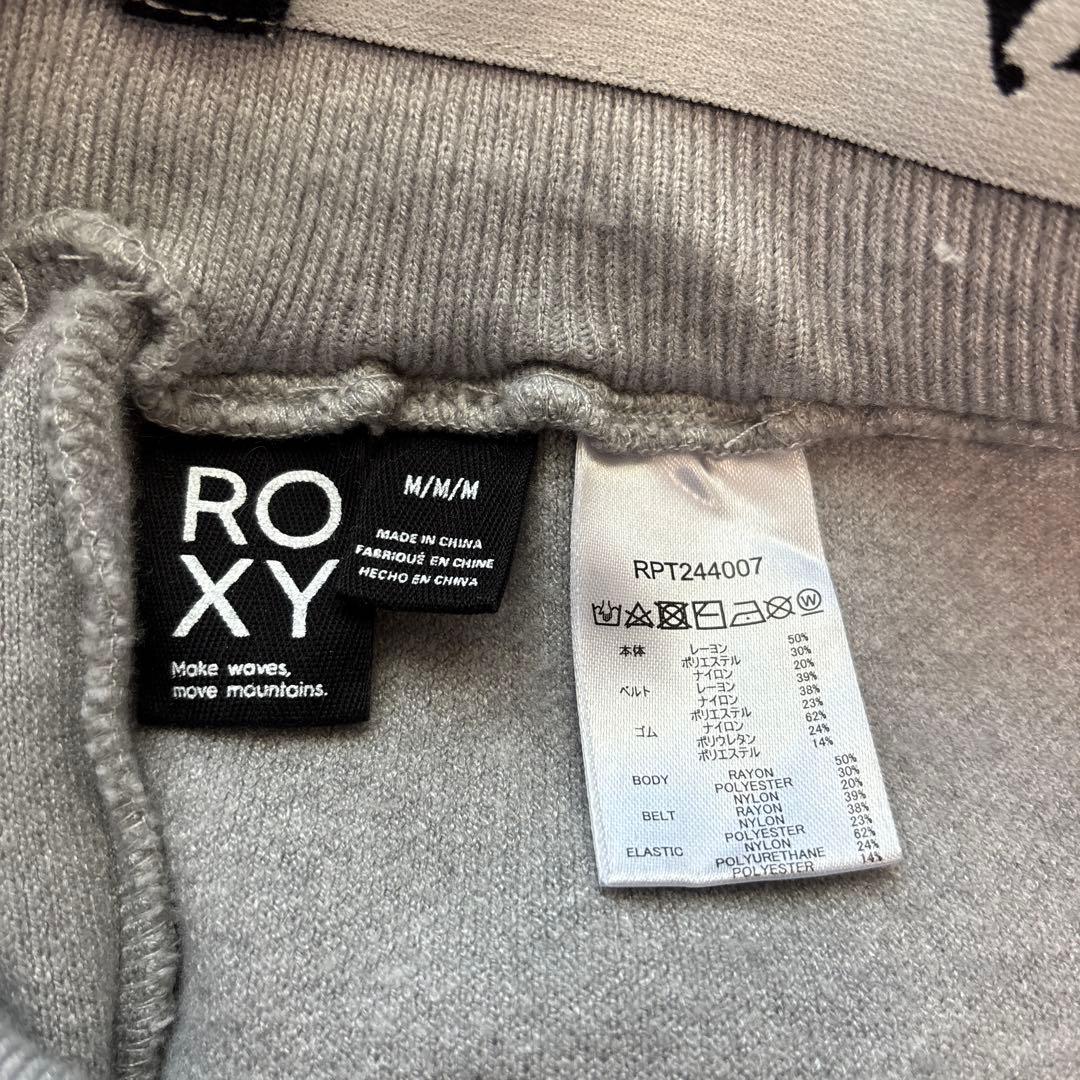 RO
XY
Make waves,
move mountains.
M/M/M
MADE IN CHINA
FABRIQUÉ EN CHINE
HECHO EN CHINA
RPT244007
W
本体 レーヨン 50%
ポリエステル 30%
ナイロン 20%
ベルト レーヨン 39%
ナイロン 38%
ポリエステル 23%
ゴム ナイロン 62%
ポリウレタン 24%
ポリエステル 14%
BODY RAYON 50%
POLYESTER 30%
NYLON 20%
BELT RAYON 39%
NYLON 38%
POLYESTER 23%
ELASTIC NYLON 62%
POLYURETHANE 24%
POLYESTER 14%